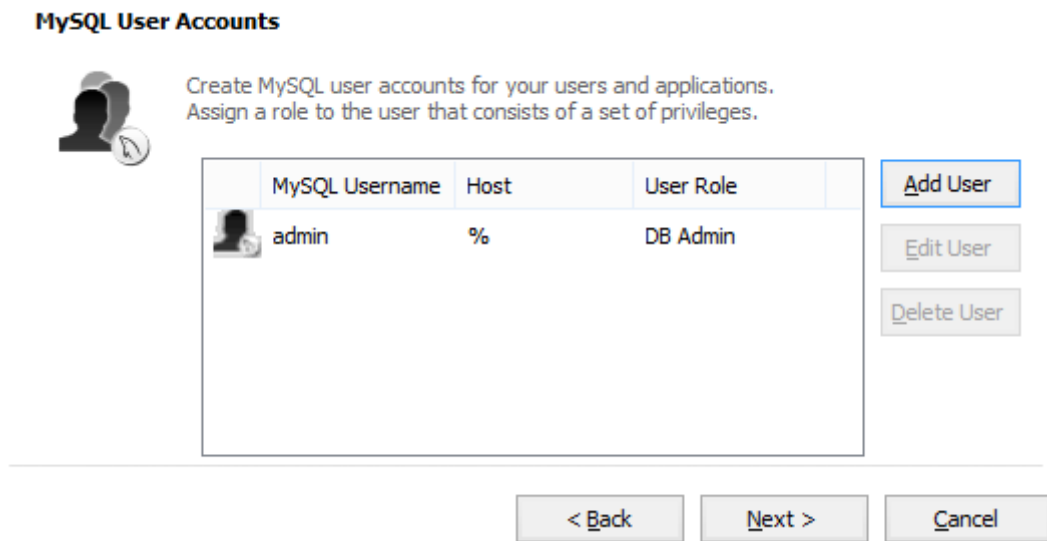 MySQL User Accounts
Create MySQL user accounts for your users and applications.
Assign a role to the user that consists of a set of privileges.
MySQL Username Host User Role
Add User
admin % DB Admin
Edit User
Delete User
< Back Next > Cancel